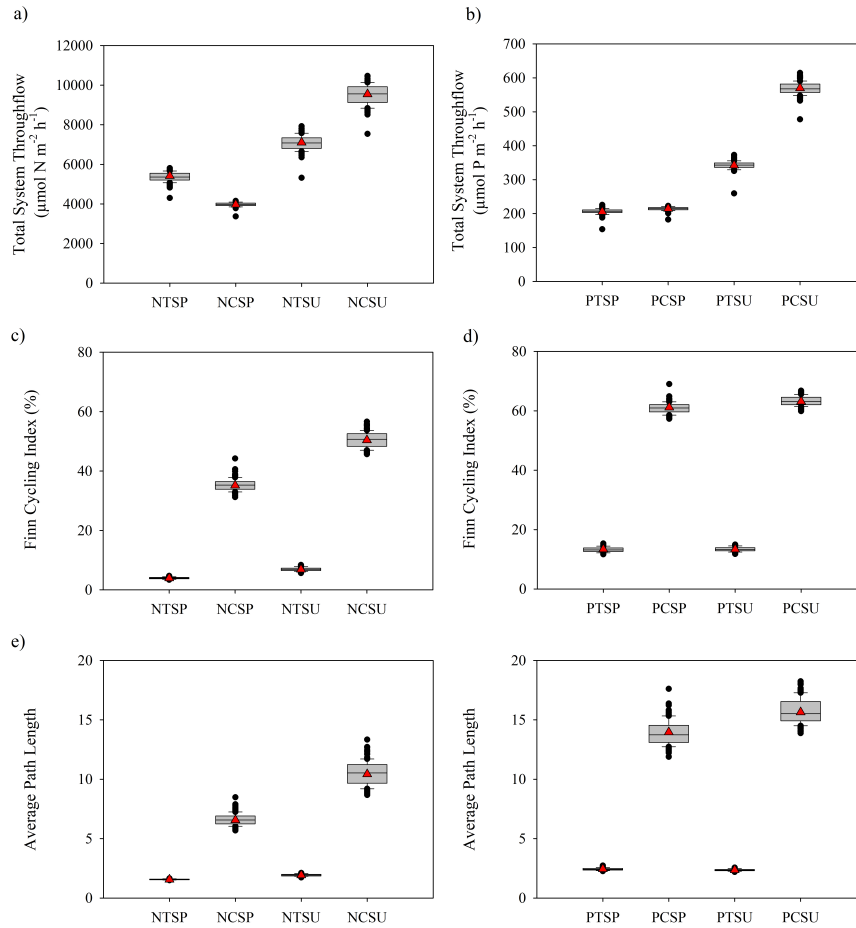 a)
Total System Throughflow
(µmol N m-2 h-1)
12000
10000
8000
6000
4000
2000
0
NTSP NCSP NTSU NCSU
b)
Total System Throughflow
(µmol P m-2 h-1)
700
600
500
400
300
200
100
0
PTSP PCSP PTSU PCSU
c)
Finn Cycling Index (%)
80
60
40
20
0
NTSP NCSP NTSU NCSU
d)
Finn Cycling Index (%)
80
60
40
20
0
PTSP PCSP PTSU PCSU
e)
Average Path Length
20
15
10
5
0
NTSP NCSP NTSU NCSU
Average Path Length
20
15
10
5
0
PTSP PCSP PTSU PCSU